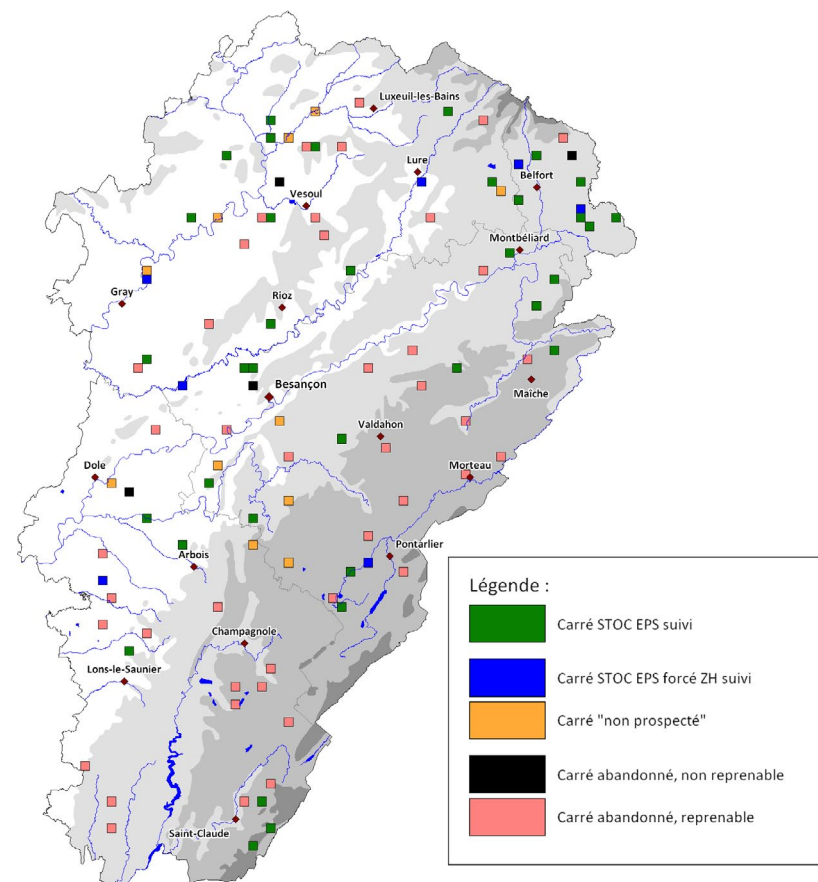 Luxeuil-les-Bains
Lure
Belfort
Vesoul
Montbéliard
Gray
Rioz
Besançon
Maîche
Valdahon
Dole
Morteau
Arbois
Pontarlier
Champagnole
Lons-le-Saunier
Saint-Claude
Légende :
Carré STOC EPS suivi
Carré STOC EPS forcé ZH suivi
Carré "non prospecté"
Carré abandonné, non reprenable
Carré abandonné, reprenable